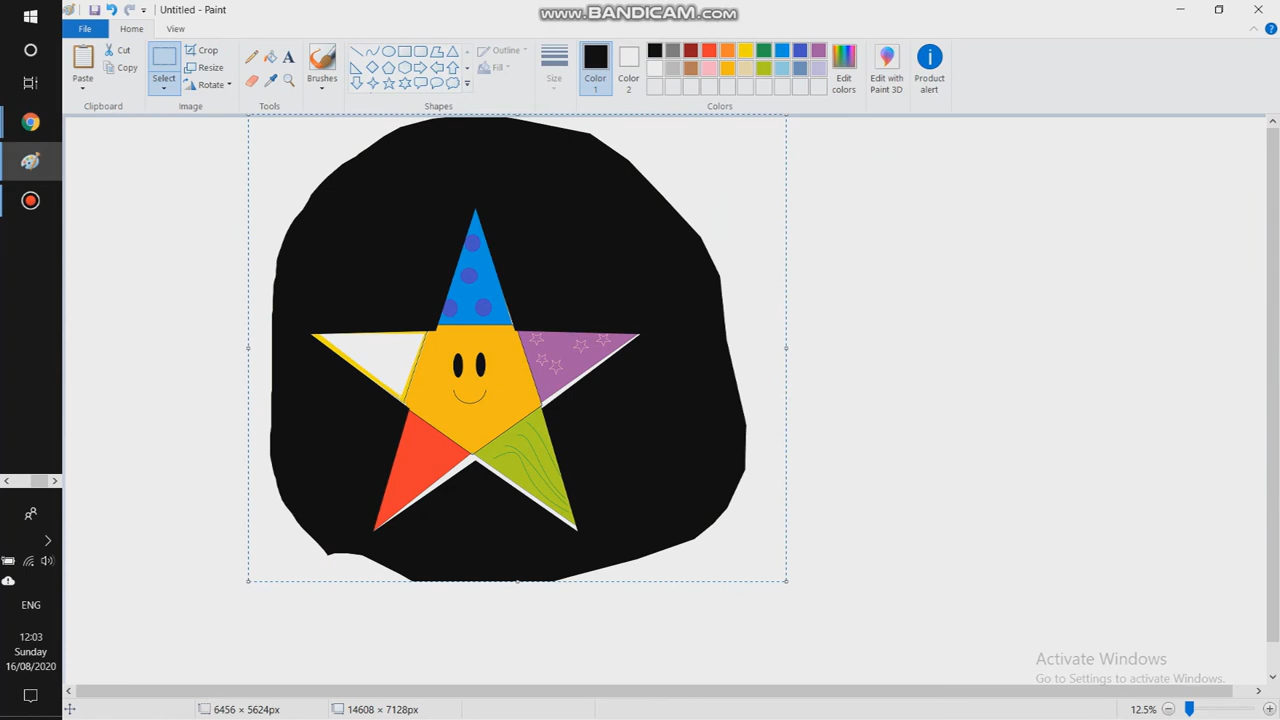 Untitled - Paint
www.BANDICAM.com
File Home View
Paste
Cut
Copy
Clipboard
Select
Crop
Resize
Rotate
Image
Tools
Brushes
Shapes
Outline
Fill
Size
Color 1
Color 2
Colors
Edit colors
Edit with Paint 3D
Product alert
ENG
12:03
Sunday
16/08/2020
Activate Windows
Go to Settings to activate Windows.
6456 × 5624px
14608 × 7128px
12.5%